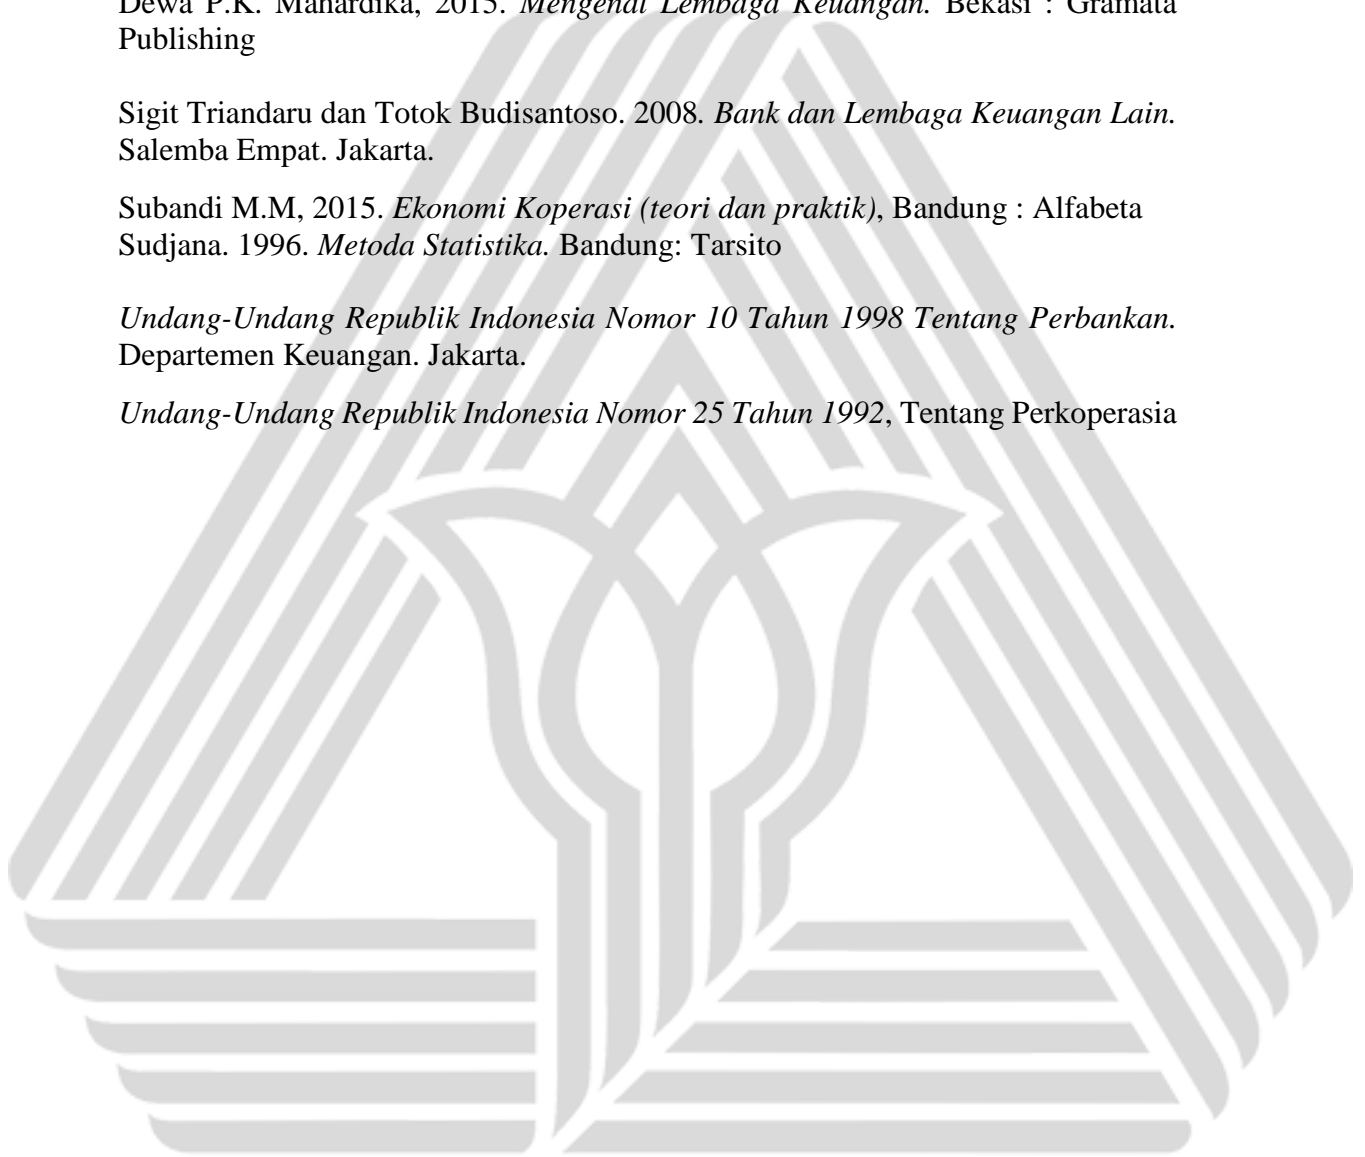 Dewa P.K. Mahardika, 2015. Mengenal Lembaga Keuangan. Bekasi : Gramata
Publishing
Sigit Triandaru dan Totok Budisantoso. 2008. Bank dan Lembaga Keuangan Lain.
Salemba Empat. Jakarta.
Subandi M.M, 2015. Ekonomi Koperasi (teori dan praktik), Bandung : Alfabeta
Sudjana. 1996. Metoda Statistika. Bandung: Tarsito
Undang-Undang Republik Indonesia Nomor 10 Tahun 1998 Tentang Perbankan.
Departemen Keuangan. Jakarta.
Undang-Undang Republik Indonesia Nomor 25 Tahun 1992, Tentang Perkoperasia